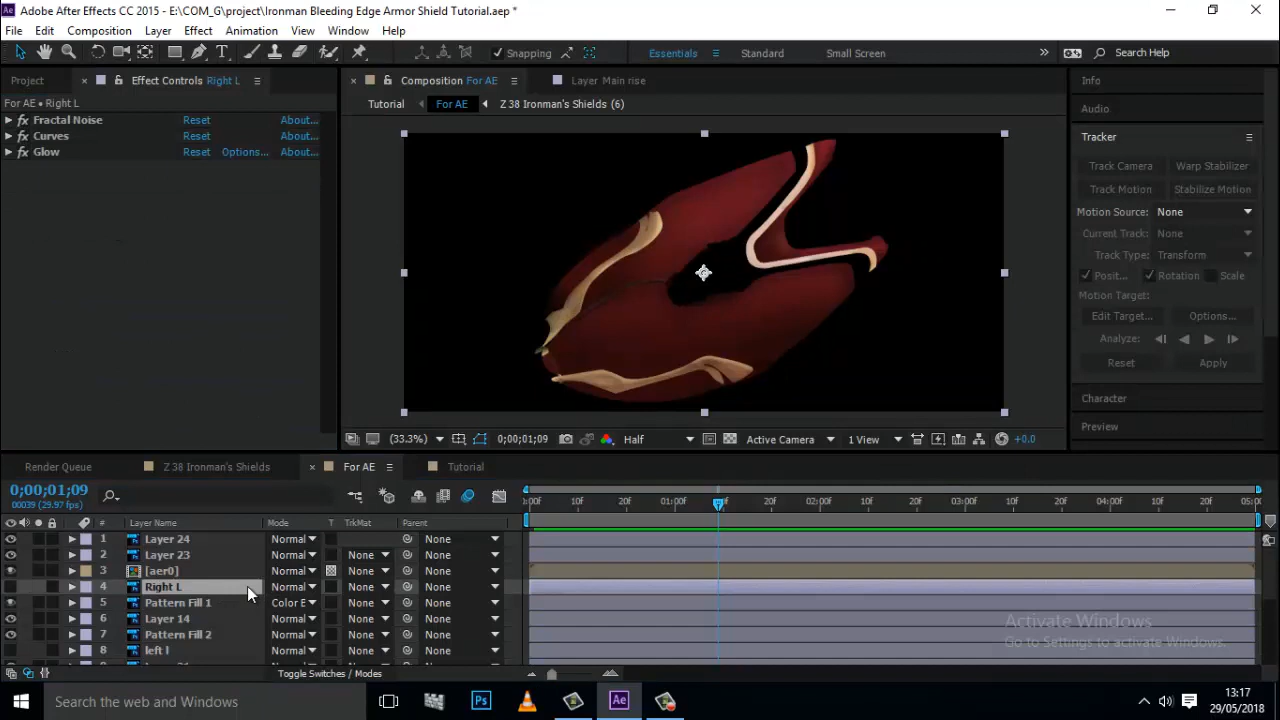 Adobe After Effects CC 2015 - E:\COM_G\project\Ironman Bleeding Edge Armor Shield Tutorial.aep *
File Edit Composition Layer Effect Animation View Window Help
Snapping Essentials Standard Small Screen Search Help
Project Effect Controls Right L Composition For AE Layer Main rise Info
For AE • Right L Tutorial For AE Z 38 Ironman's Shields (6) Audio
fx Fractal Noise Reset About...
fx Curves Reset About...
fx Glow Reset Options... About...
Tracker
Track Camera Warp Stabilizer
Track Motion Stabilize Motion
Motion Source: None
Current Track: None
Track Type: Transform
Posit... Rotation Scale
Motion Target:
Edit Target... Options...
Analyze:
Reset Apply
Character
Preview
(33.3%) 0;00;01;09 Half Active Camera 1 View +0.0
Render Queue Z 38 Ironman's Shields For AE Tutorial
0;00;01;09
00039 (29.97 fps)
:00f 10f 20f 01:00f 10f 20f 02:00f 10f 20f 03:00f 10f 20f 04:00f 10f 20f 05:00
# Layer Name Mode T TrkMat Parent
1 Layer 24 Normal None
2 Layer 23 Normal None None
3 [aer0] Normal None None
4 Right L Normal None None
5 Pattern Fill 1 Color E None None
6 Layer 14 Normal None None
7 Pattern Fill 2 Normal None None
8 left l Normal None None
Activate Windows
Go to Settings to activate Windows.
Toggle Switches / Modes
Search the web and Windows
Ps Ae
13:17
29/05/2018